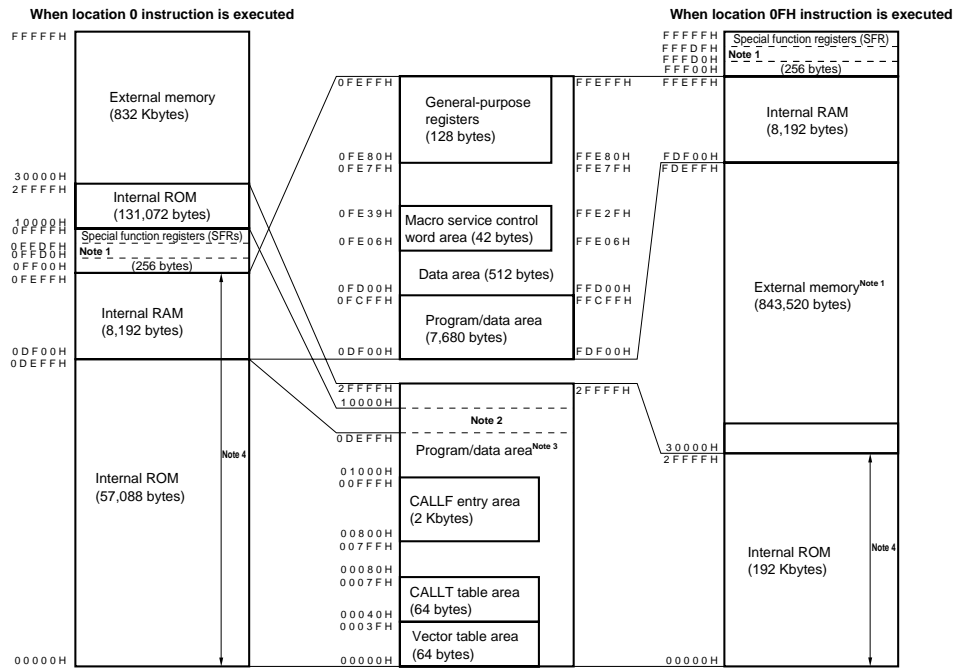 When location 0 instruction is executed
When location 0FH instruction is executed
FFFFFH
External memory
(832 Kbytes)
30000H
2FFFFH
Internal ROM
(131,072 bytes)
10000H
0FFFFH
Special function registers (SFRs)
0FFDFH
Note 1
0FFD0H
0FF00H
(256 bytes)
0FEFFH
Internal RAM
(8,192 bytes)
0DF00H
0DEFFH
Internal ROM
(57,088 bytes)
Note 4
00000H
0FEFFH
FFEFFH
General-purpose
registers
(128 bytes)
0FE80H
FFE80H
0FE7FH
FFE7FH
0FE39H
FFE2FH
Macro service control
word area (42 bytes)
0FE06H
FFE06H
Data area (512 bytes)
0FD00H
FFD00H
0FCFFH
FFCFFH
Program/data area
(7,680 bytes)
0DF00H
FDF00H
2FFFFH
2FFFFH
10000H
Note 2
0DEFFH
Program/data area Note 3
01000H
00FFFH
CALLF entry area
(2 Kbytes)
00800H
007FFH
00080H
0007FH
CALLT table area
(64 bytes)
00040H
0003FH
Vector table area
(64 bytes)
00000H
FFFFFH
Special function registers (SFR)
FFFDFH
Note 1
FFFD0H
FFF00H
(256 bytes)
FFEFFH
Internal RAM
(8,192 bytes)
FDF00H
FDEFFH
External memory Note 1
(843,520 bytes)
30000H
2FFFFH
Internal ROM
(192 Kbytes)
Note 4
00000H